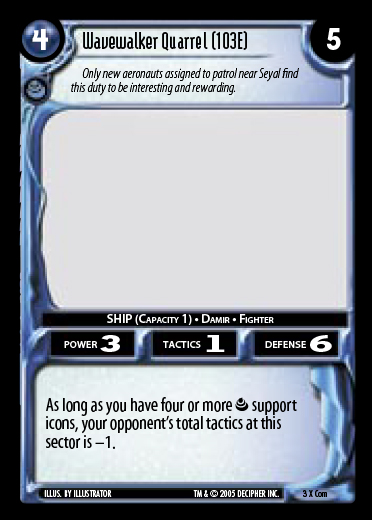 4
Wavewalker Quarrel (103E)
5
Only new aeronauts assigned to patrol near Seyal find
this duty to be interesting and rewarding.
SHIP (Capacity 1) • Damir • Fighter
POWER 3
TACTICS 1
DEFENSE 6
As long as you have four or more support
icons, your opponent's total tactics at this
sector is –1.
ILLUS. BY ILLUSTRATOR
TM & © 2005 DECIPHER INC.
3 X Com